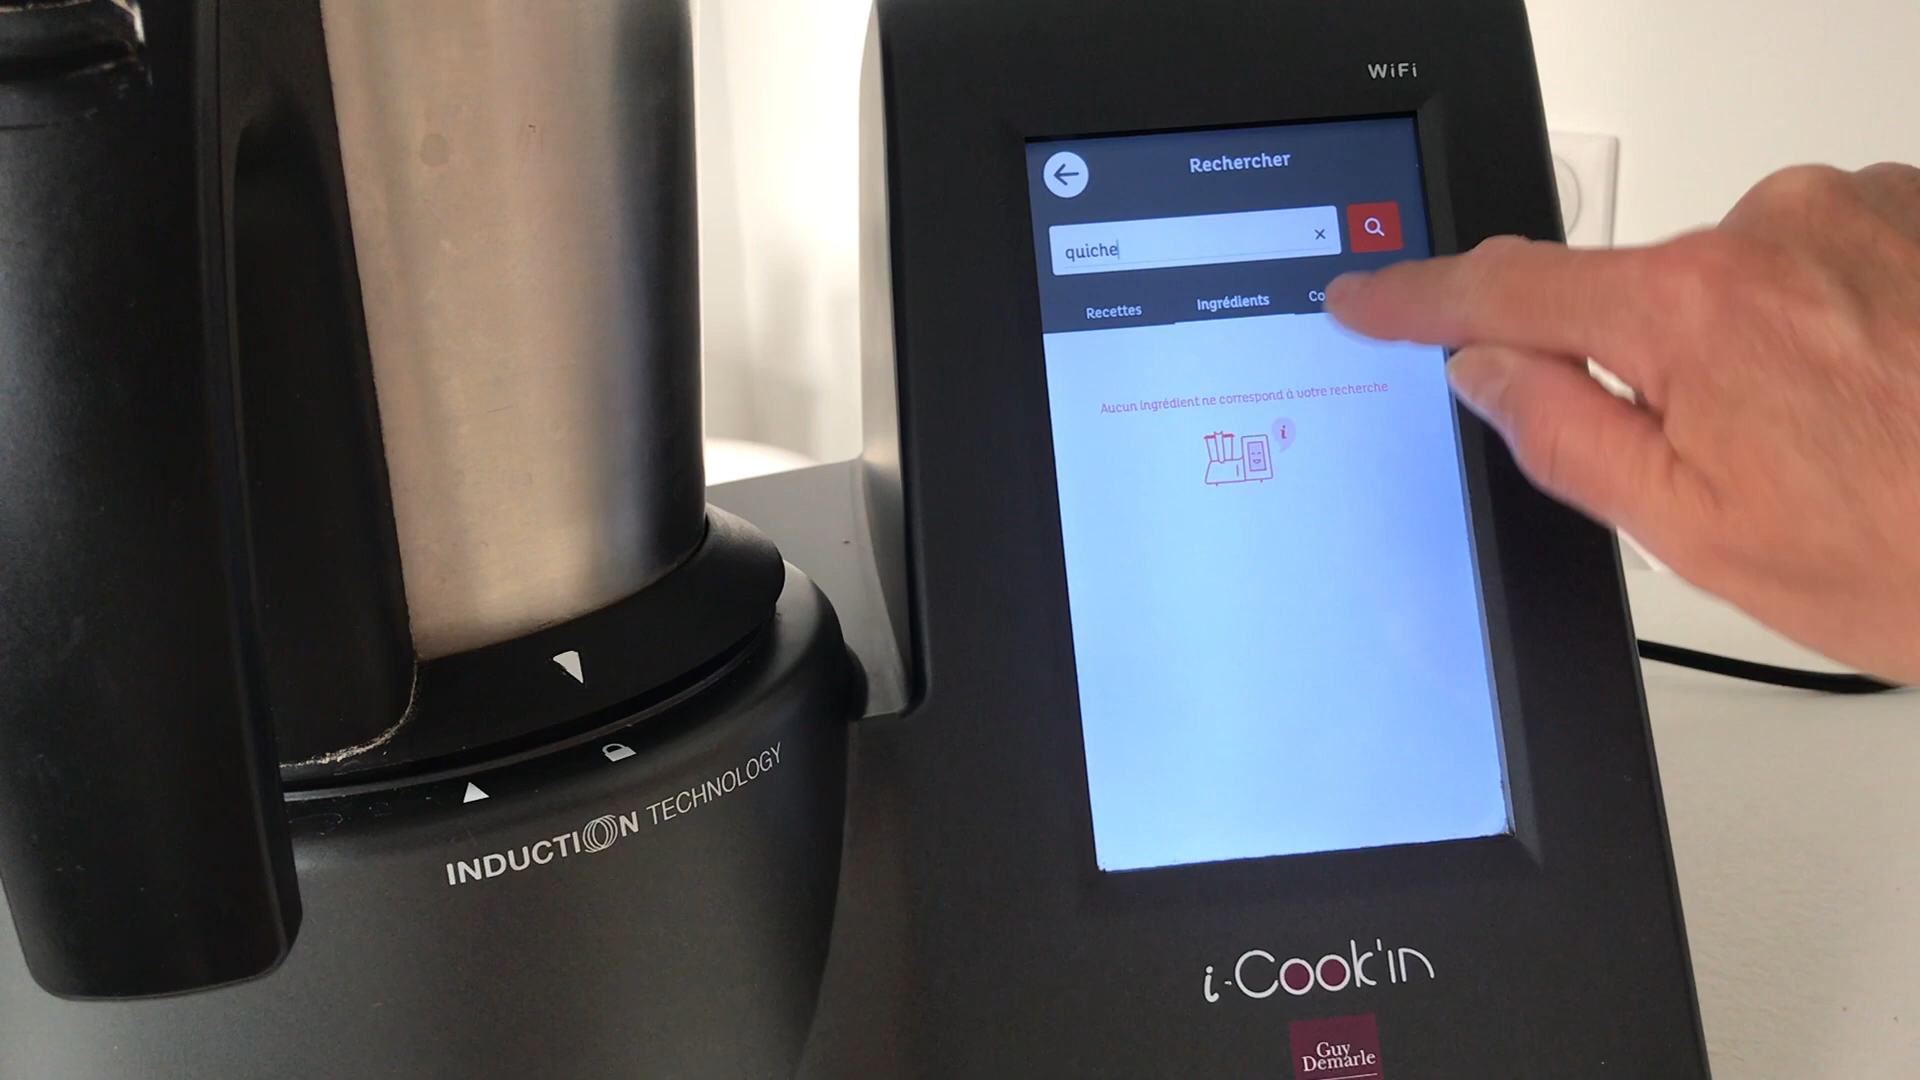 WiFi
Rechercher
quiche
Recettes
Ingrédients
Co
Aucun ingrédient ne correspond à votre recherche
i
INDUCTION TECHNOLOGY
i-Cook'in
Guy
Demarle